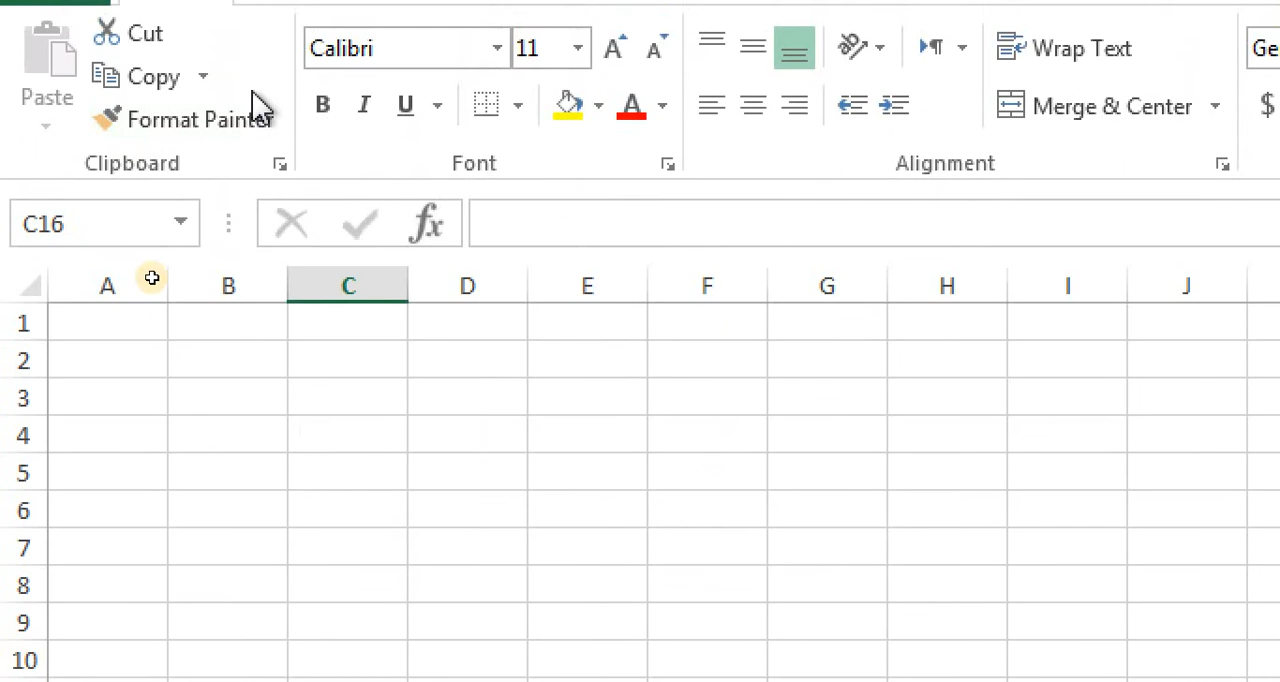 Cut
Copy
Paste
Format Painter
Clipboard
Calibri
11
A A
B I U
A
Font
Wrap Text
Merge & Center
Alignment
Ge
$
C16
fx
A B C D E F G H I J
1
2
3
4
5
6
7
8
9
10